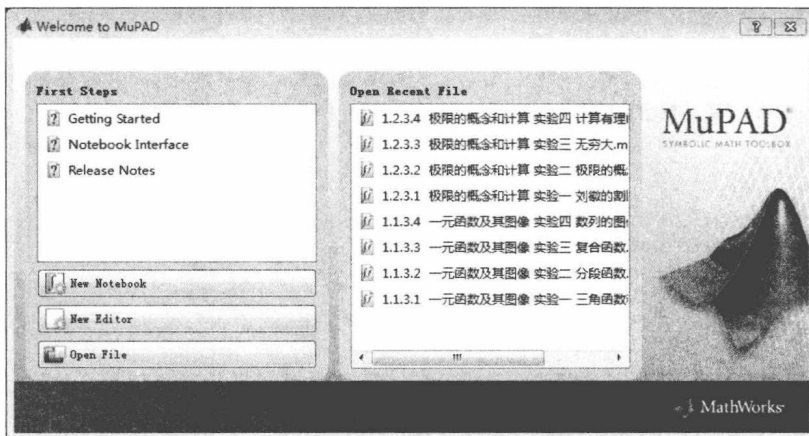 Welcome to MuPAD
First Steps
Getting Started
Notebook Interface
Release Notes
New Notebook
New Editor
Open File
Open Recent File
1.2.3.4 极限的概念和计算 实验四 计算有理
1.2.3.3 极限的概念和计算 实验三 无穷大.m
1.2.3.2 极限的概念和计算 实验二 极限的概
1.2.3.1 极限的概念和计算 实验一 刘徽的割
1.1.3.4 一元函数及其图像 实验四 数列的图
1.1.3.3 一元函数及其图像 实验三 复合函数.
1.1.3.2 一元函数及其图像 实验二 分段函数.
1.1.3.1 一元函数及其图像 实验一 三角函数
MuPAD®
SYMBOLIC MATH TOOLBOX
MathWorks